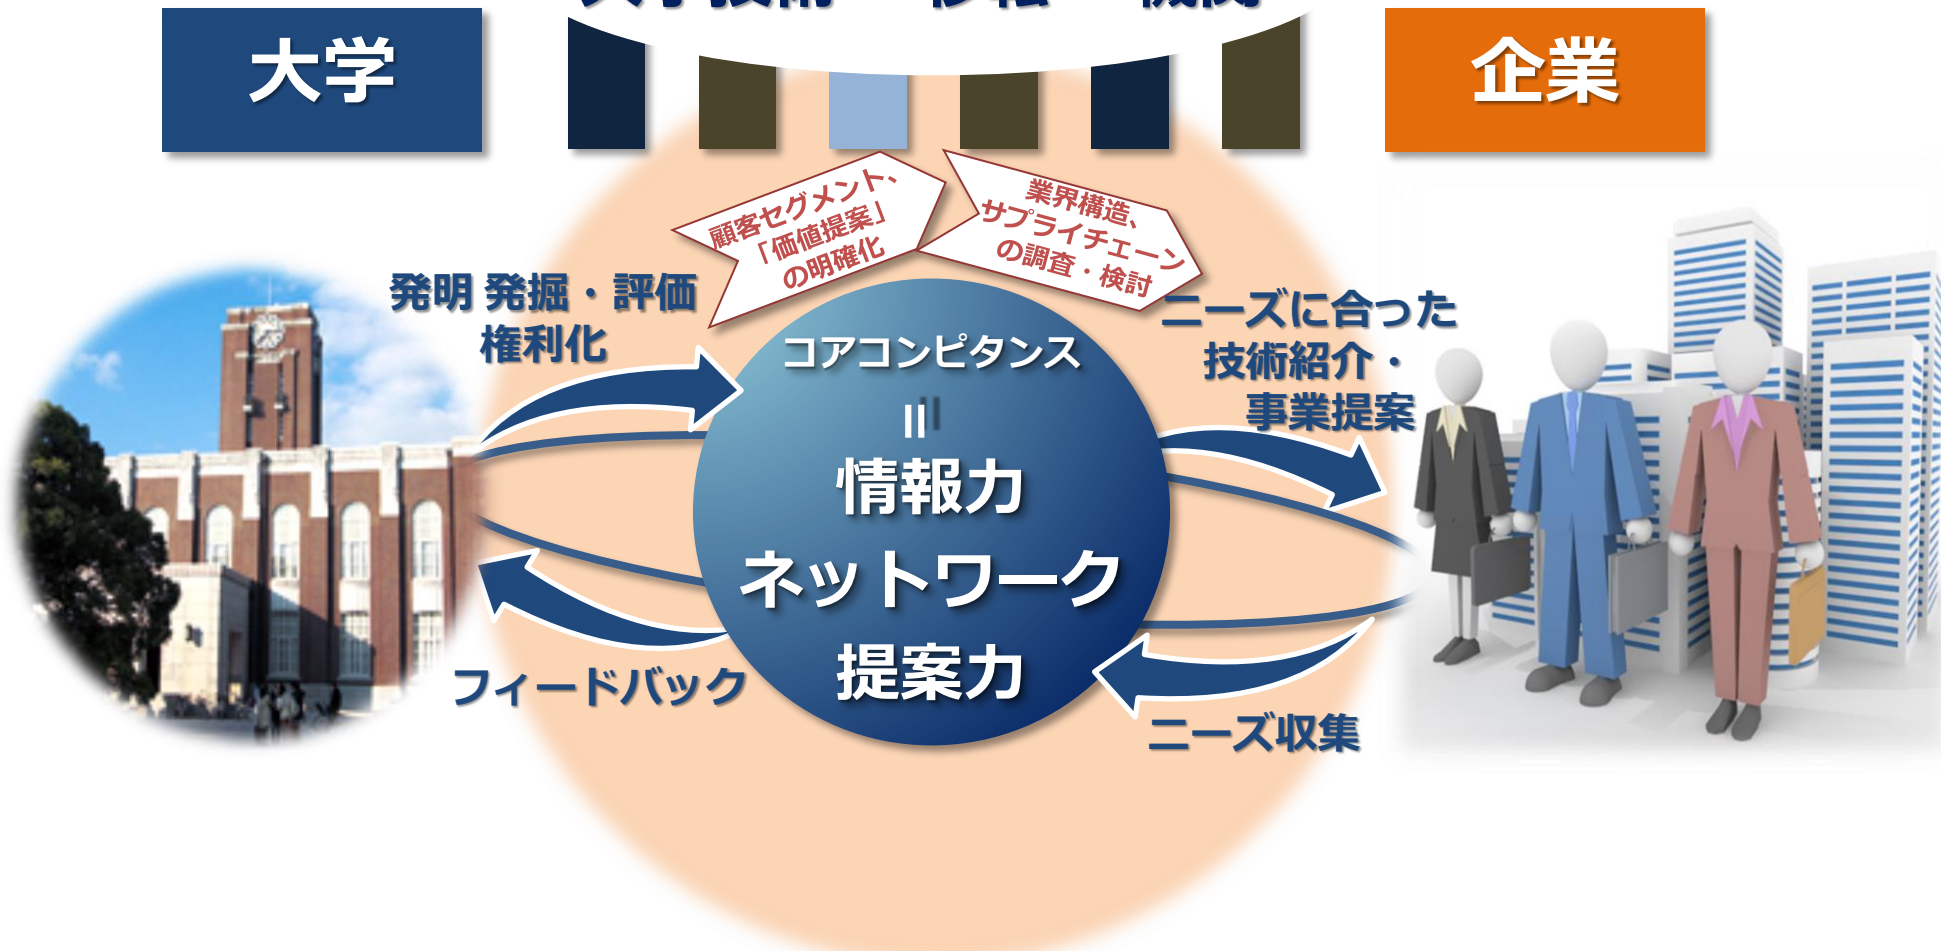 大学
企業
顧客セグメント、
「価値提案」
の明確化
業界構造、
サプライチェーン
の調査・検討
発明 発掘・評価
権利化
ニーズに合った
技術紹介・
事業提案
コアコンピタンス
＝
情報力
ネットワーク
提案力
フィードバック
ニーズ収集